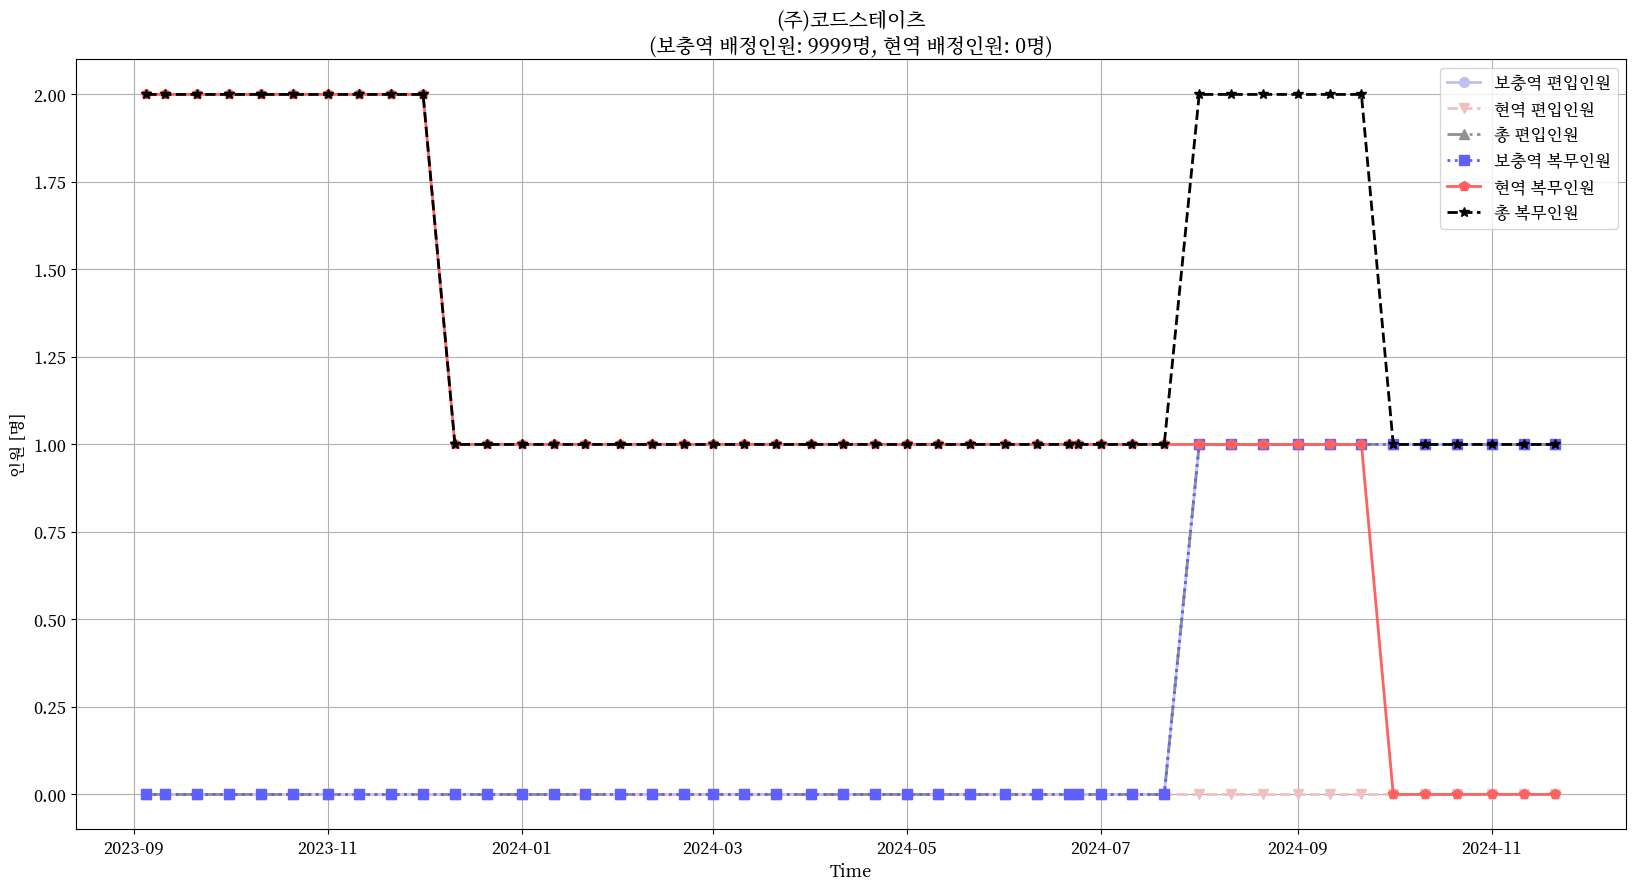 (주)코드스테이츠
(보충역 배정인원: 9999명, 현역 배정인원: 0명)
보충역 편입인원
현역 편입인원
총 편입인원
보충역 복무인원
현역 복무인원
총 복무인원
인원 [명]
2.00
1.75
1.50
1.25
1.00
0.75
0.50
0.25
0.00
2023-09
2023-11
2024-01
2024-03
2024-05
2024-07
2024-09
2024-11
Time